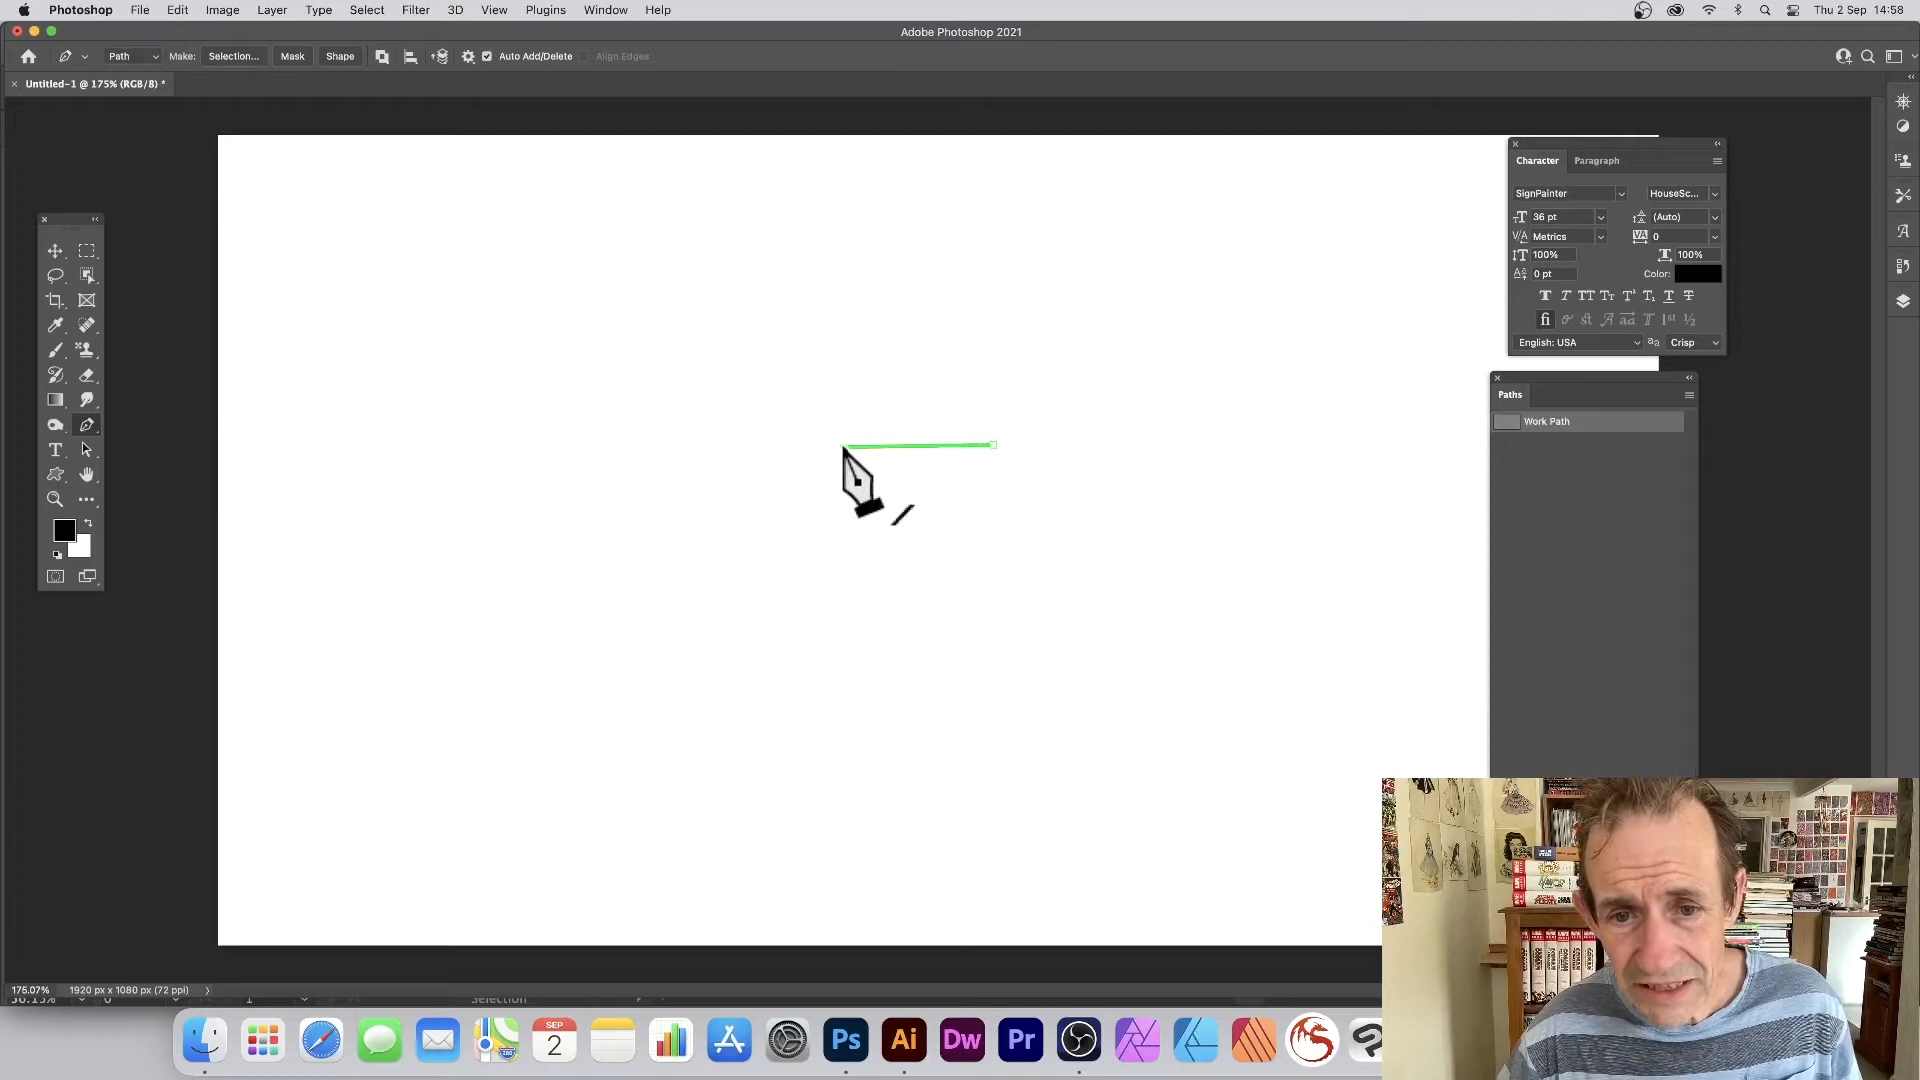 Photoshop File Edit Image Layer Type Select Filter 3D View Plugins Window Help Thu 2 Sep 14:58
Adobe Photoshop 2021
Path Make: Selection... Mask Shape Auto Add/Delete Align Edges
Untitled-1 @ 175% (RGB/8) *
Character Paragraph
SignPainter HouseSc...
36 pt (Auto)
Metrics 0
100% 100%
0 pt Color:
English: USA Crisp
Paths
Work Path
175.07% 1920 px x 1080 px (72 ppi)
Selection
SEP
2
Ps Ai Dw Pr